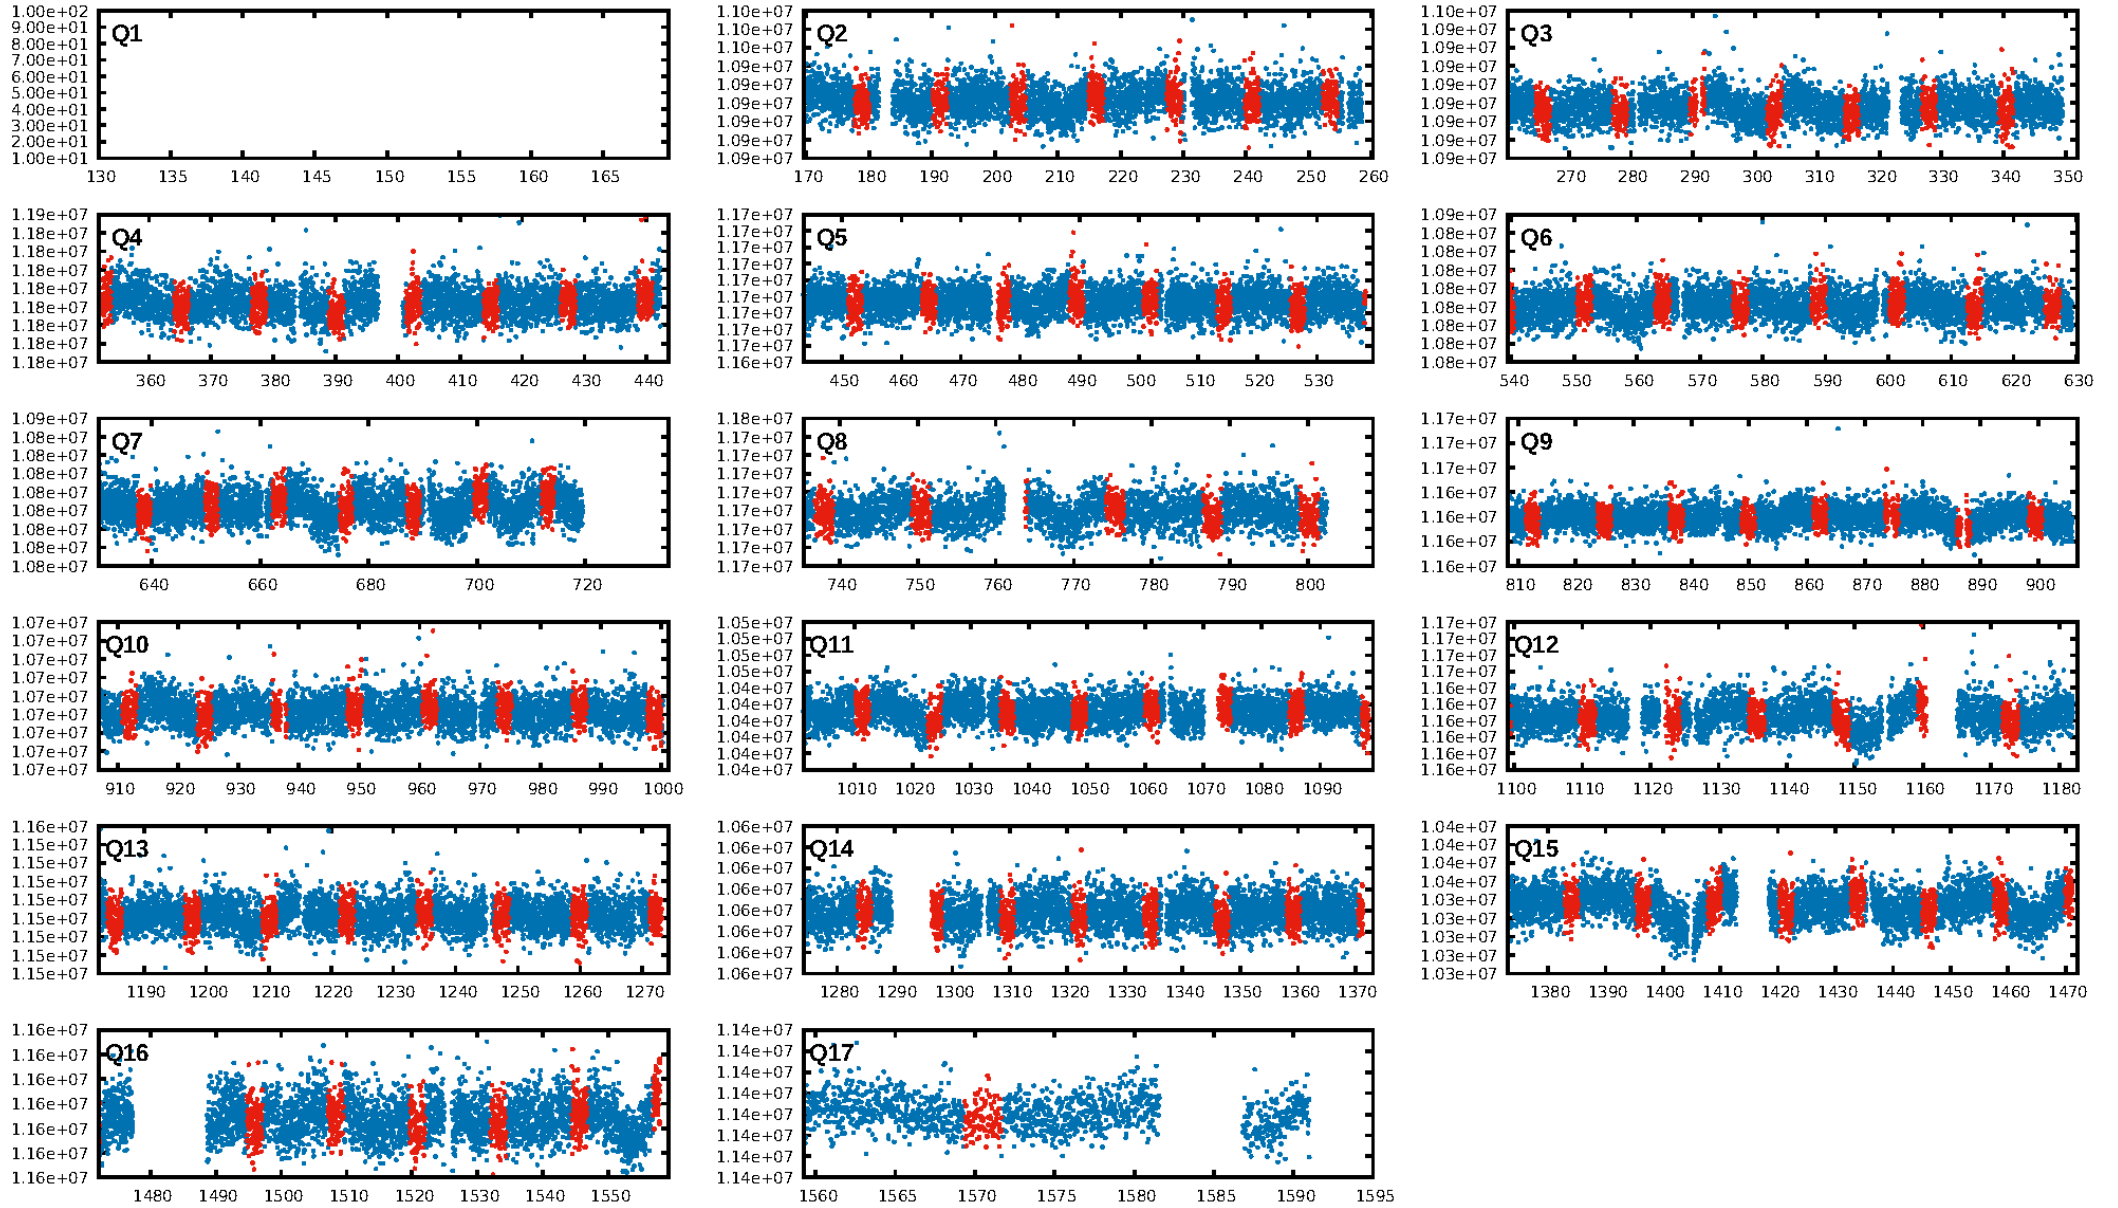 1.00e+02
9.00e+01
8.00e+01
7.00e+01
6.00e+01
5.00e+01
4.00e+01
3.00e+01
2.00e+01
1.00e+01
Q1
130 135 140 145 150 155 160 165
1.10e+07
1.10e+07
1.10e+07
1.09e+07
1.09e+07
1.09e+07
1.09e+07
1.09e+07
1.09e+07
Q2
170 180 190 200 210 220 230 240 250 260
1.10e+07
1.09e+07
1.09e+07
1.09e+07
1.09e+07
1.09e+07
1.09e+07
1.09e+07
1.09e+07
Q3
270 280 290 300 310 320 330 340 350
1.19e+07
1.18e+07
1.18e+07
1.18e+07
1.18e+07
1.18e+07
1.18e+07
1.18e+07
1.18e+07
Q4
360 370 380 390 400 410 420 430 440
1.17e+07
1.17e+07
1.17e+07
1.17e+07
1.17e+07
1.17e+07
1.17e+07
1.17e+07
1.17e+07
1.16e+07
Q5
450 460 470 480 490 500 510 520 530
1.09e+07
1.08e+07
1.08e+07
1.08e+07
1.08e+07
1.08e+07
1.08e+07
1.08e+07
1.08e+07
Q6
540 550 560 570 580 590 600 610 620 630
1.09e+07
1.08e+07
1.08e+07
1.08e+07
1.08e+07
1.08e+07
1.08e+07
1.08e+07
1.08e+07
Q7
640 660 680 700 720
1.18e+07
1.17e+07
1.17e+07
1.17e+07
1.17e+07
1.17e+07
1.17e+07
1.17e+07
1.17e+07
Q8
740 750 760 770 780 790 800
1.17e+07
1.17e+07
1.17e+07
1.16e+07
1.16e+07
1.16e+07
1.16e+07
Q9
810 820 830 840 850 860 870 880 890 900
1.07e+07
1.07e+07
1.07e+07
1.07e+07
1.07e+07
1.07e+07
1.07e+07
1.07e+07
1.07e+07
Q10
910 920 930 940 950 960 970 980 990 1000
1.05e+07
1.05e+07
1.05e+07
1.05e+07
1.04e+07
1.04e+07
1.04e+07
1.04e+07
1.04e+07
1.04e+07
Q11
1010 1020 1030 1040 1050 1060 1070 1080 1090
1.17e+07
1.17e+07
1.17e+07
1.17e+07
1.16e+07
1.16e+07
1.16e+07
1.16e+07
1.16e+07
1.16e+07
Q12
1100 1110 1120 1130 1140 1150 1160 1170 1180
1.16e+07
1.15e+07
1.15e+07
1.15e+07
1.15e+07
1.15e+07
1.15e+07
1.15e+07
1.15e+07
Q13
1190 1200 1210 1220 1230 1240 1250 1260 1270
1.06e+07
1.06e+07
1.06e+07
1.06e+07
1.06e+07
1.06e+07
1.06e+07
1.06e+07
Q14
1280 1290 1300 1310 1320 1330 1340 1350 1360 1370
1.04e+07
1.04e+07
1.04e+07
1.04e+07
1.03e+07
1.03e+07
1.03e+07
1.03e+07
1.03e+07
Q15
1380 1390 1400 1410 1420 1430 1440 1450 1460 1470
1.16e+07
1.16e+07
1.16e+07
1.16e+07
1.16e+07
1.16e+07
1.16e+07
Q16
1480 1490 1500 1510 1520 1530 1540 1550
1.14e+07
1.14e+07
1.14e+07
1.14e+07
1.14e+07
1.14e+07
1.14e+07
1.14e+07
Q17
1560 1565 1570 1575 1580 1585 1590 1595